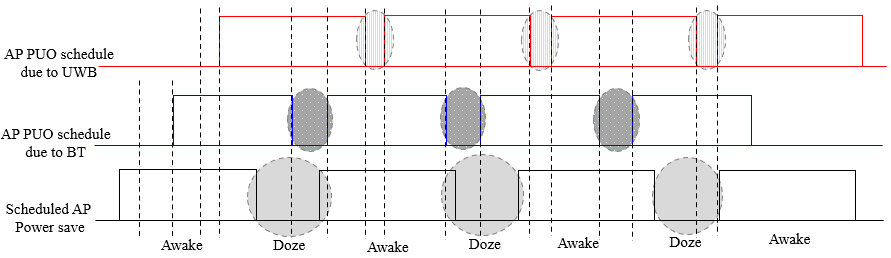 AP PUO schedule
due to UWB
AP PUO schedule
due to BT
Scheduled AP
Power save
Awake
Doze
Awake
Doze
Awake
Doze
Awake